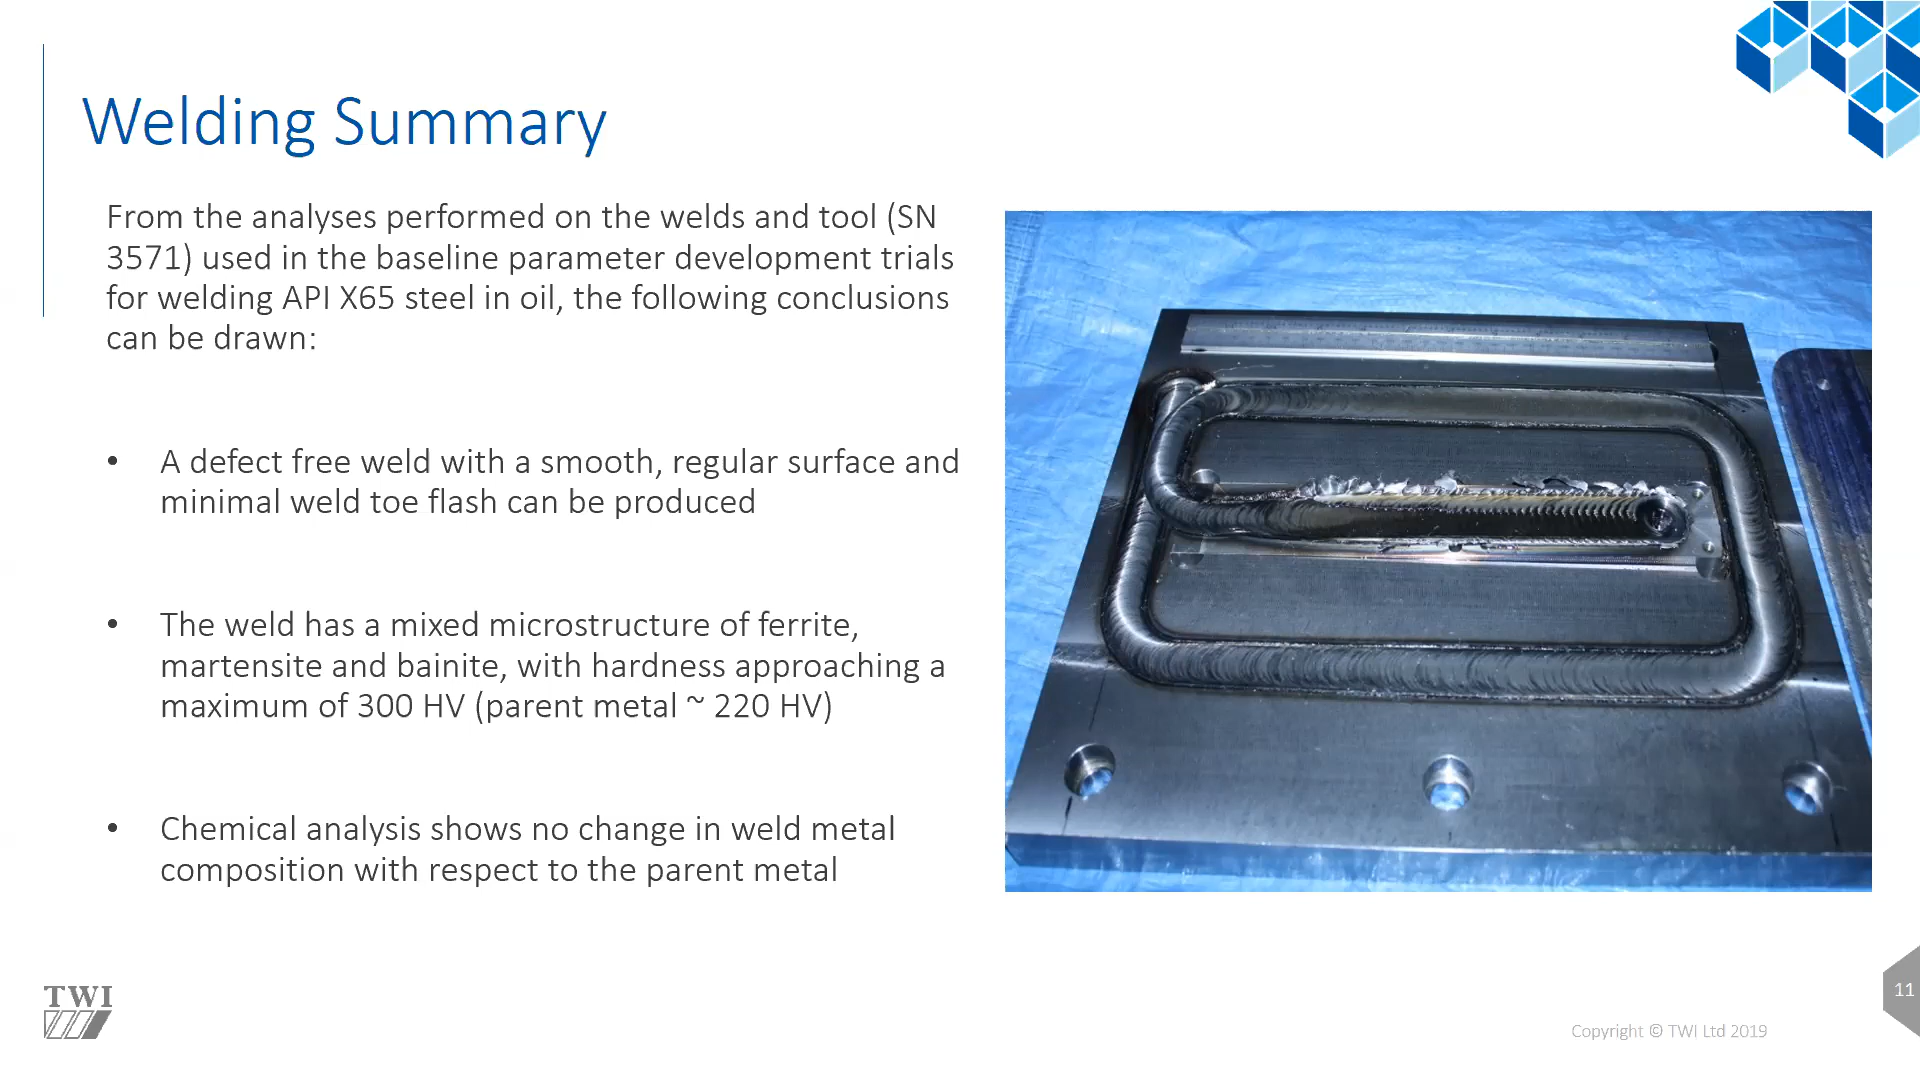 Welding Summary
From the analyses performed on the welds and tool (SN
3571) used in the baseline parameter development trials
for welding API X65 steel in oil, the following conclusions
can be drawn:
• A defect free weld with a smooth, regular surface and
minimal weld toe flash can be produced
• The weld has a mixed microstructure of ferrite,
martensite and bainite, with hardness approaching a
maximum of 300 HV (parent metal ~ 220 HV)
• Chemical analysis shows no change in weld metal
composition with respect to the parent metal
TWI
11
Copyright © TWI Ltd 2019